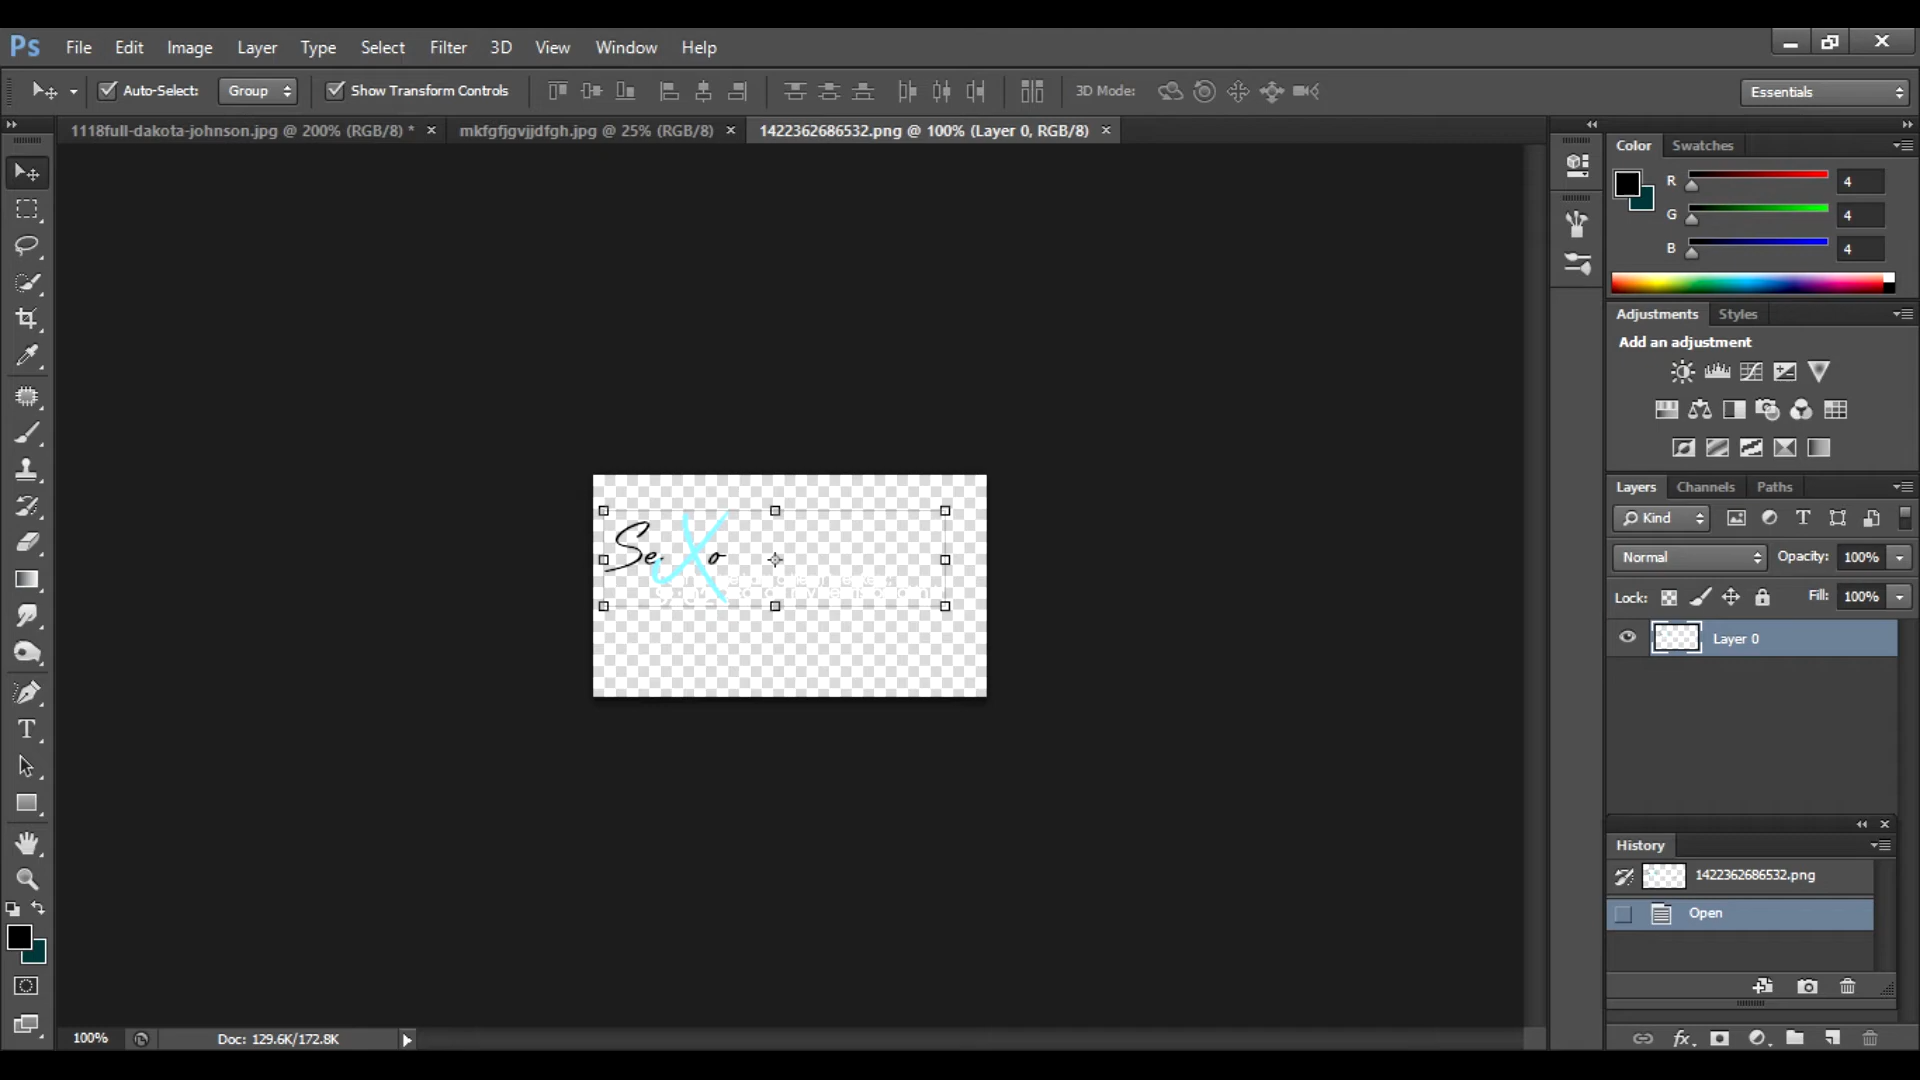 Ps File Edit Image Layer Type Select Filter 3D View Window Help
Auto-Select: Group Show Transform Controls 3D Mode: Essentials
1118full-dakota-johnson.jpg @ 200% (RGB/8) * mkfgfjgvjjdfgh.jpg @ 25% (RGB/8) 1422362686532.png @ 100% (Layer 0, RGB/8)
Color Swatches
R 4
G 4
B 4
Adjustments Styles
Add an adjustment
Layers Channels Paths
Kind
Normal Opacity: 100%
Lock: Fill: 100%
Layer 0
History
1422362686532.png
Open
100% Doc: 129.6K/172.8K